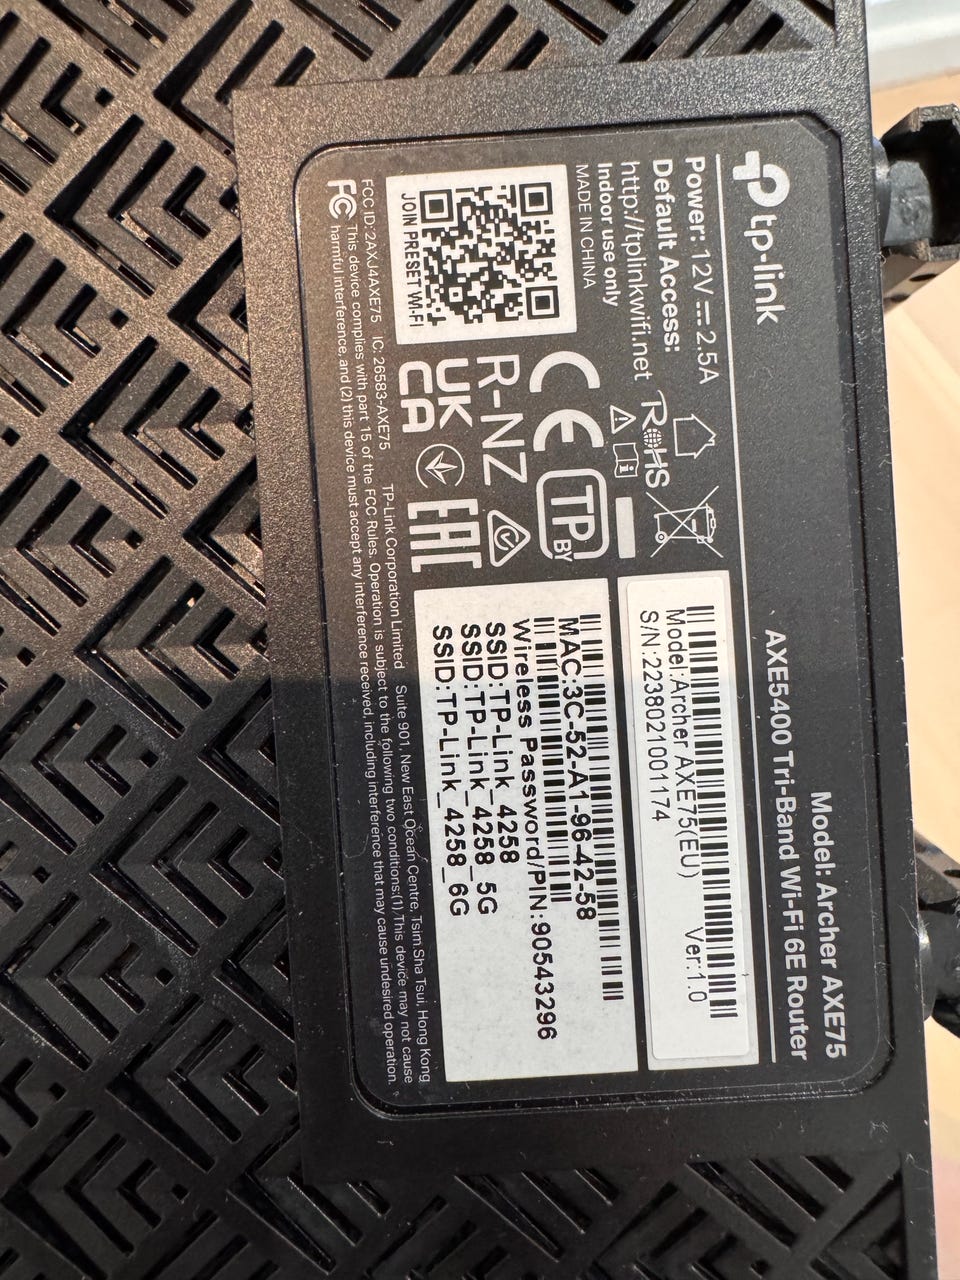 tp-link
Model: Archer AXE75
AXE5400 Tri-Band Wi-Fi 6E Router
Power: 12V⎓2.5A
Default Access:
http://tplinkwifi.net
Indoor use only
MADE IN CHINA
JOIN PRESET WI-FI
RoHS
CE
TP
BY
R-NZ
UK
CA
EAC
Model:Archer AXE75(EU) Ver:1.0
S/N:2238021001174
MAC:3C-52-A1-96-42-58
Wireless Password/PIN:90543296
SSID:TP-Link_4258
SSID:TP-Link_4258_5G
SSID:TP-Link_4258_6G
FCC ID:2AXJ4AXE75 IC: 26583-AXE75 TP-Link Corporation Limited Suite 901, New East Ocean Centre, Tsim Sha Tsui, Hong Kong
FC This device complies with part 15 of the FCC Rules. Operation is subject to the following two conditions:(1)This device may not cause
harmful interference, and (2) this device must accept any interference received, including interference that may cause undesired operation.